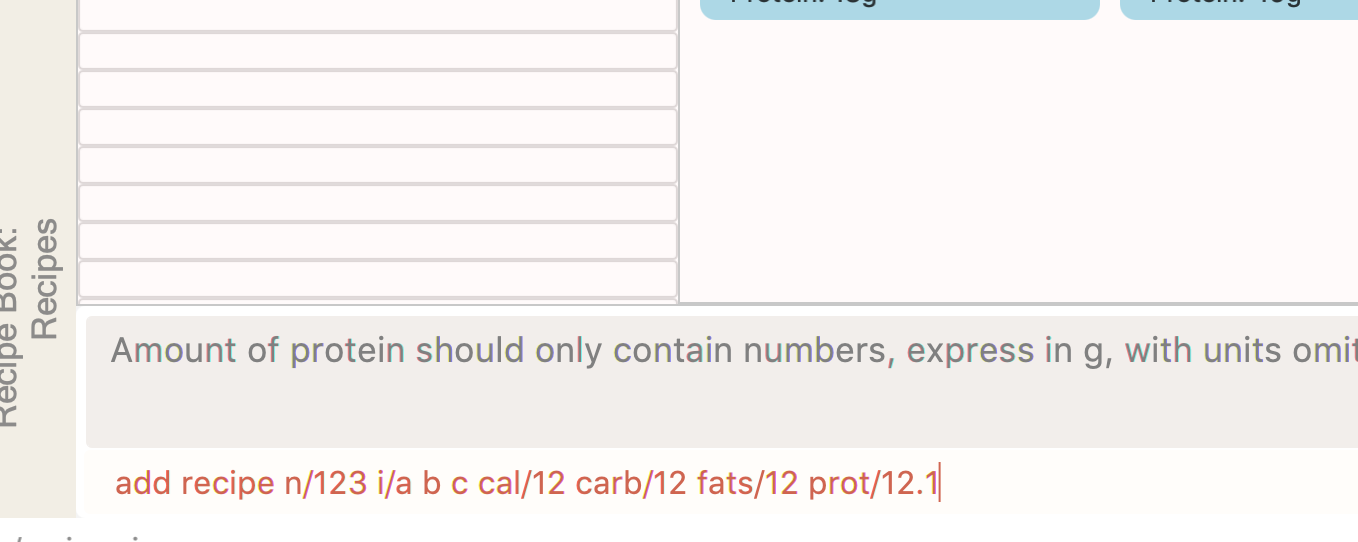 Recipe Book:
Recipes
Amount of protein should only contain numbers, express in g, with units
add recipe n/123 i/a b c cal/12 carb/12 fats/12 prot/12.1